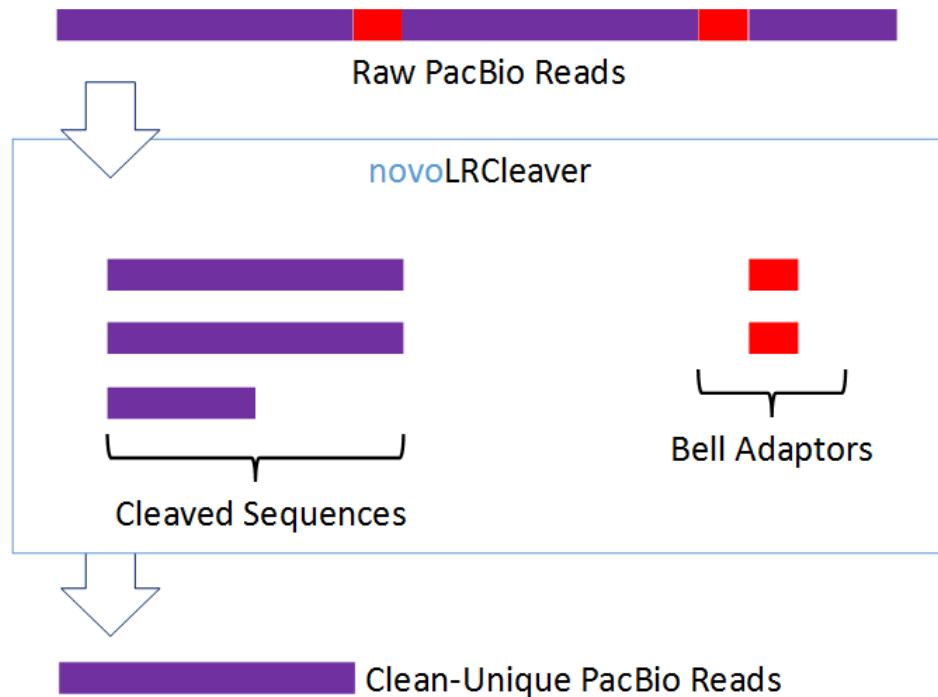 Raw PacBio Reads
novoLRCleaver
Bell Adaptors
Cleaved Sequences
Clean-Unique PacBio Reads